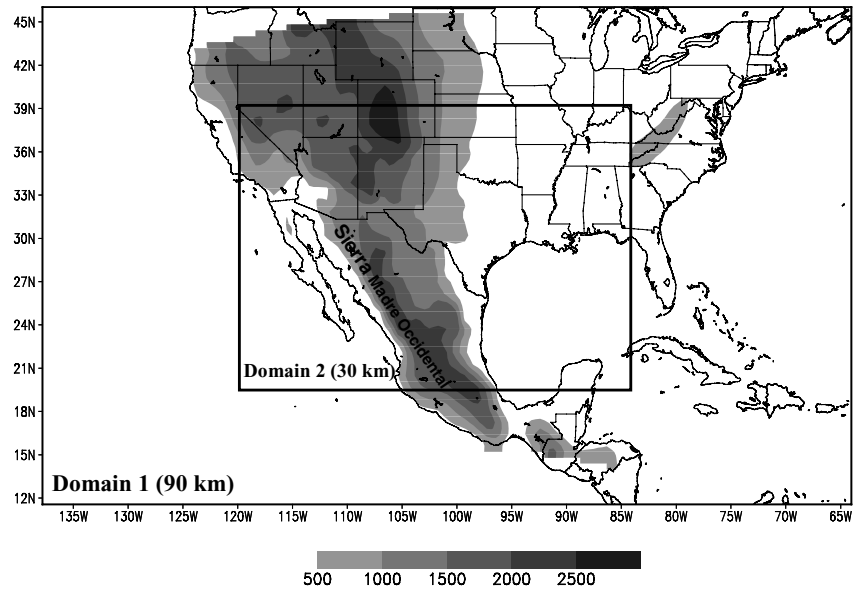 45N
42N
39N
36N
33N
30N
27N
24N
21N
18N
15N
12N
Sierra Madre Occidental
Domain 2 (30 km)
Domain 1 (90 km)
135W 130W 125W 120W 115W 110W 105W 100W 95W 90W 85W 80W 75W 70W 65W
500 1000 1500 2000 2500